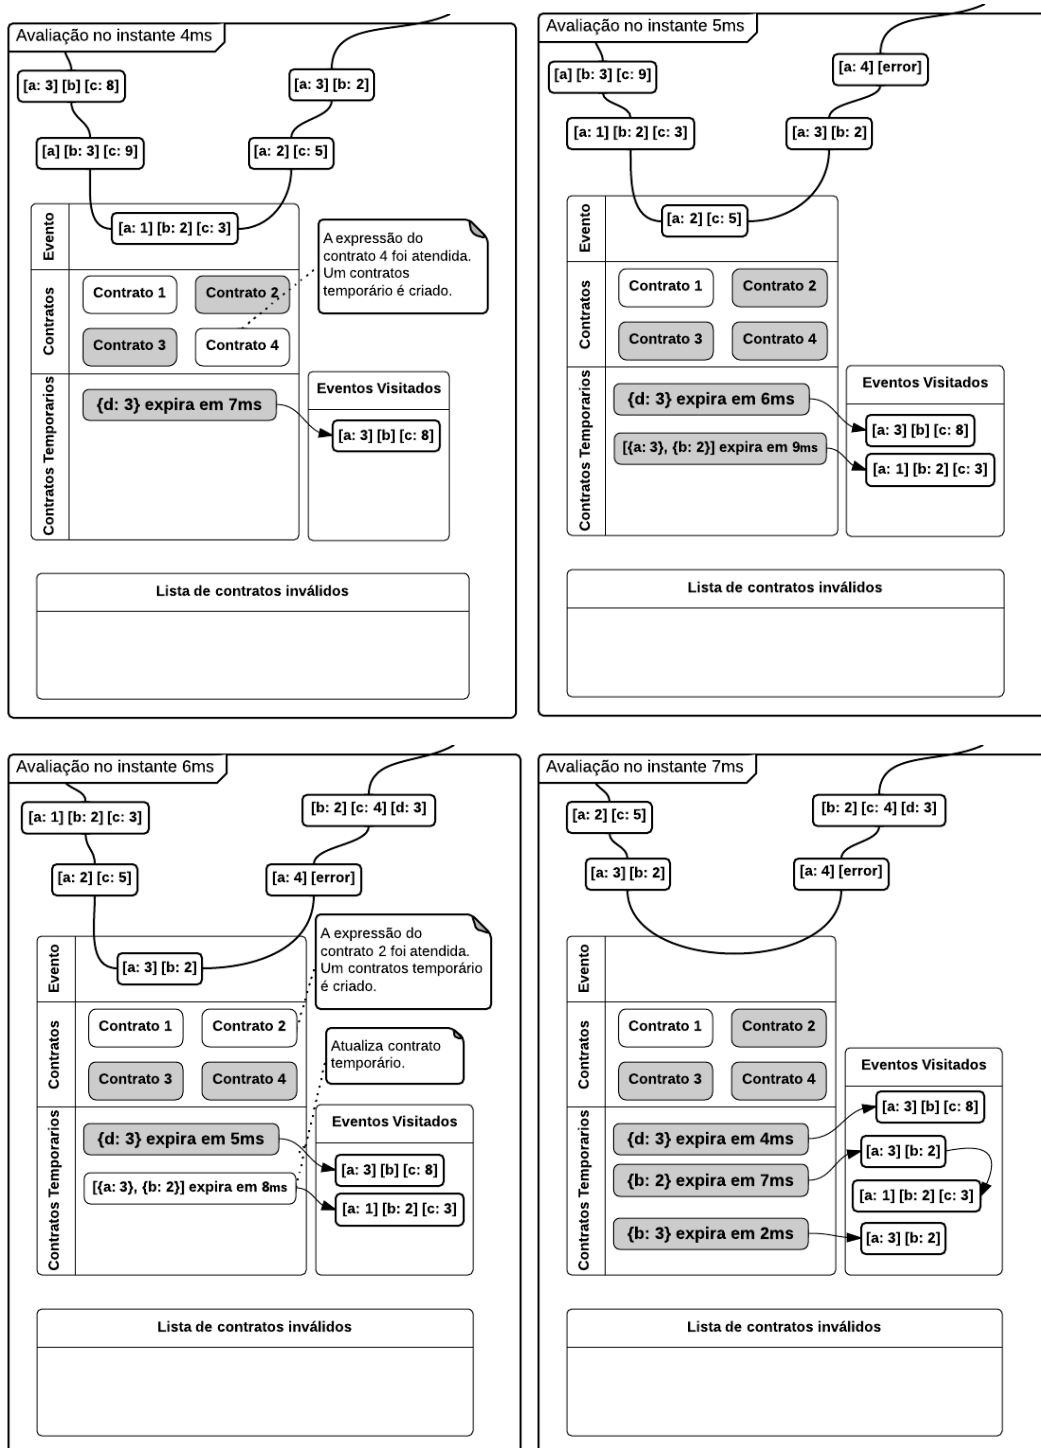 Avaliação no instante 4ms
[a: 3] [b] [c: 8]
[a: 3] [b: 2]
[a] [b: 3] [c: 9]
[a: 2] [c: 5]
Evento
[a: 1] [b: 2] [c: 3]
A expressão do
contrato 4 foi atendida.
Um contratos
temporário é criado.
Contratos
Contrato 1
Contrato 2
Contrato 3
Contrato 4
Contratos Temporarios
{d: 3} expira em 7ms
Eventos Visitados
[a: 3] [b] [c: 8]
Lista de contratos inválidos
Avaliação no instante 5ms
[a] [b: 3] [c: 9]
[a: 4] [error]
[a: 1] [b: 2] [c: 3]
[a: 3] [b: 2]
Evento
[a: 2] [c: 5]
Contratos
Contrato 1
Contrato 2
Contrato 3
Contrato 4
Contratos Temporarios
{d: 3} expira em 6ms
[{a: 3}, {b: 2}] expira em 9ms
Eventos Visitados
[a: 3] [b] [c: 8]
[a: 1] [b: 2] [c: 3]
Lista de contratos inválidos
Avaliação no instante 6ms
[a: 1] [b: 2] [c: 3]
[b: 2] [c: 4] [d: 3]
[a: 2] [c: 5]
[a: 4] [error]
Evento
[a: 3] [b: 2]
A expressão do
contrato 2 foi atendida.
Um contratos temporário
é criado.
Contratos
Contrato 1
Contrato 2
Contrato 3
Contrato 4
Atualiza contrato
temporário.
Contratos Temporarios
{d: 3} expira em 5ms
[{a: 3}, {b: 2}] expira em 8ms
Eventos Visitados
[a: 3] [b] [c: 8]
[a: 1] [b: 2] [c: 3]
Lista de contratos inválidos
Avaliação no instante 7ms
[a: 2] [c: 5]
[b: 2] [c: 4] [d: 3]
[a: 3] [b: 2]
[a: 4] [error]
Evento
Contratos
Contrato 1
Contrato 2
Contrato 3
Contrato 4
Contratos Temporarios
{d: 3} expira em 4ms
{b: 2} expira em 7ms
{b: 3} expira em 2ms
Eventos Visitados
[a: 3] [b] [c: 8]
[a: 3] [b: 2]
[a: 1] [b: 2] [c: 3]
[a: 3] [b: 2]
Lista de contratos inválidos